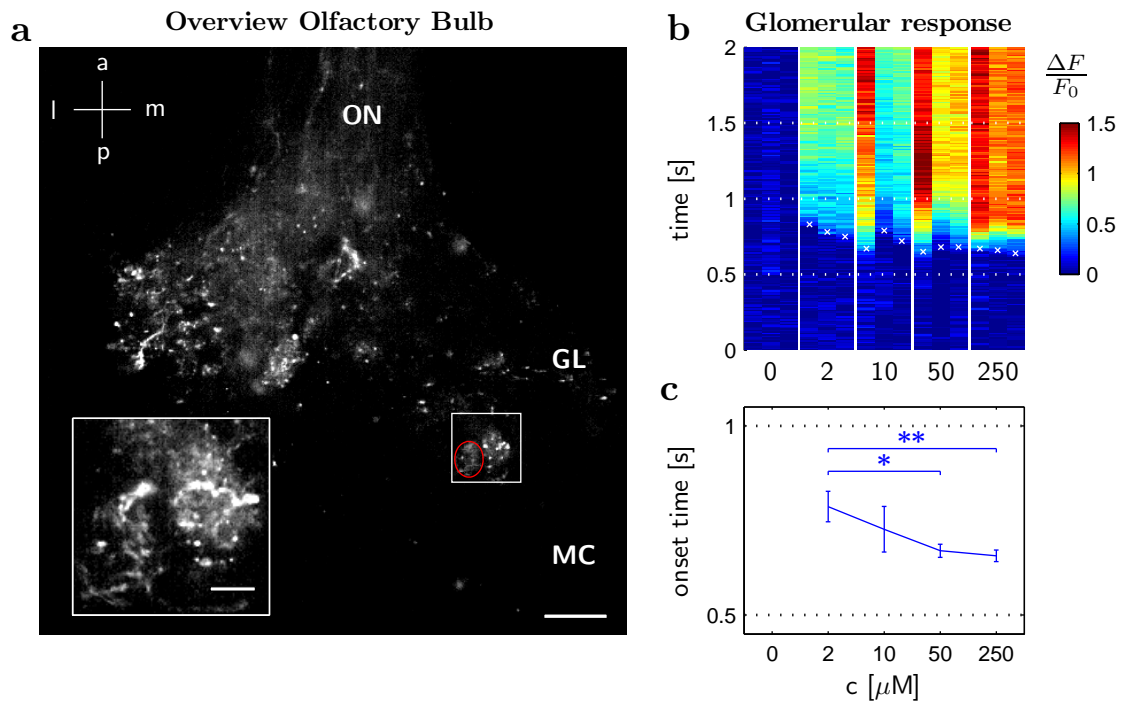 a
Overview Olfactory Bulb
a
l m
p
ON
GL
MC
b
Glomerular response
ΔF
F0
time [s]
2
1.5
1
0.5
0
0 2 10 50 250
1.5
1
0.5
0
c
onset time [s]
1
0.5
**
*
0 2 10 50 250
c [μM]